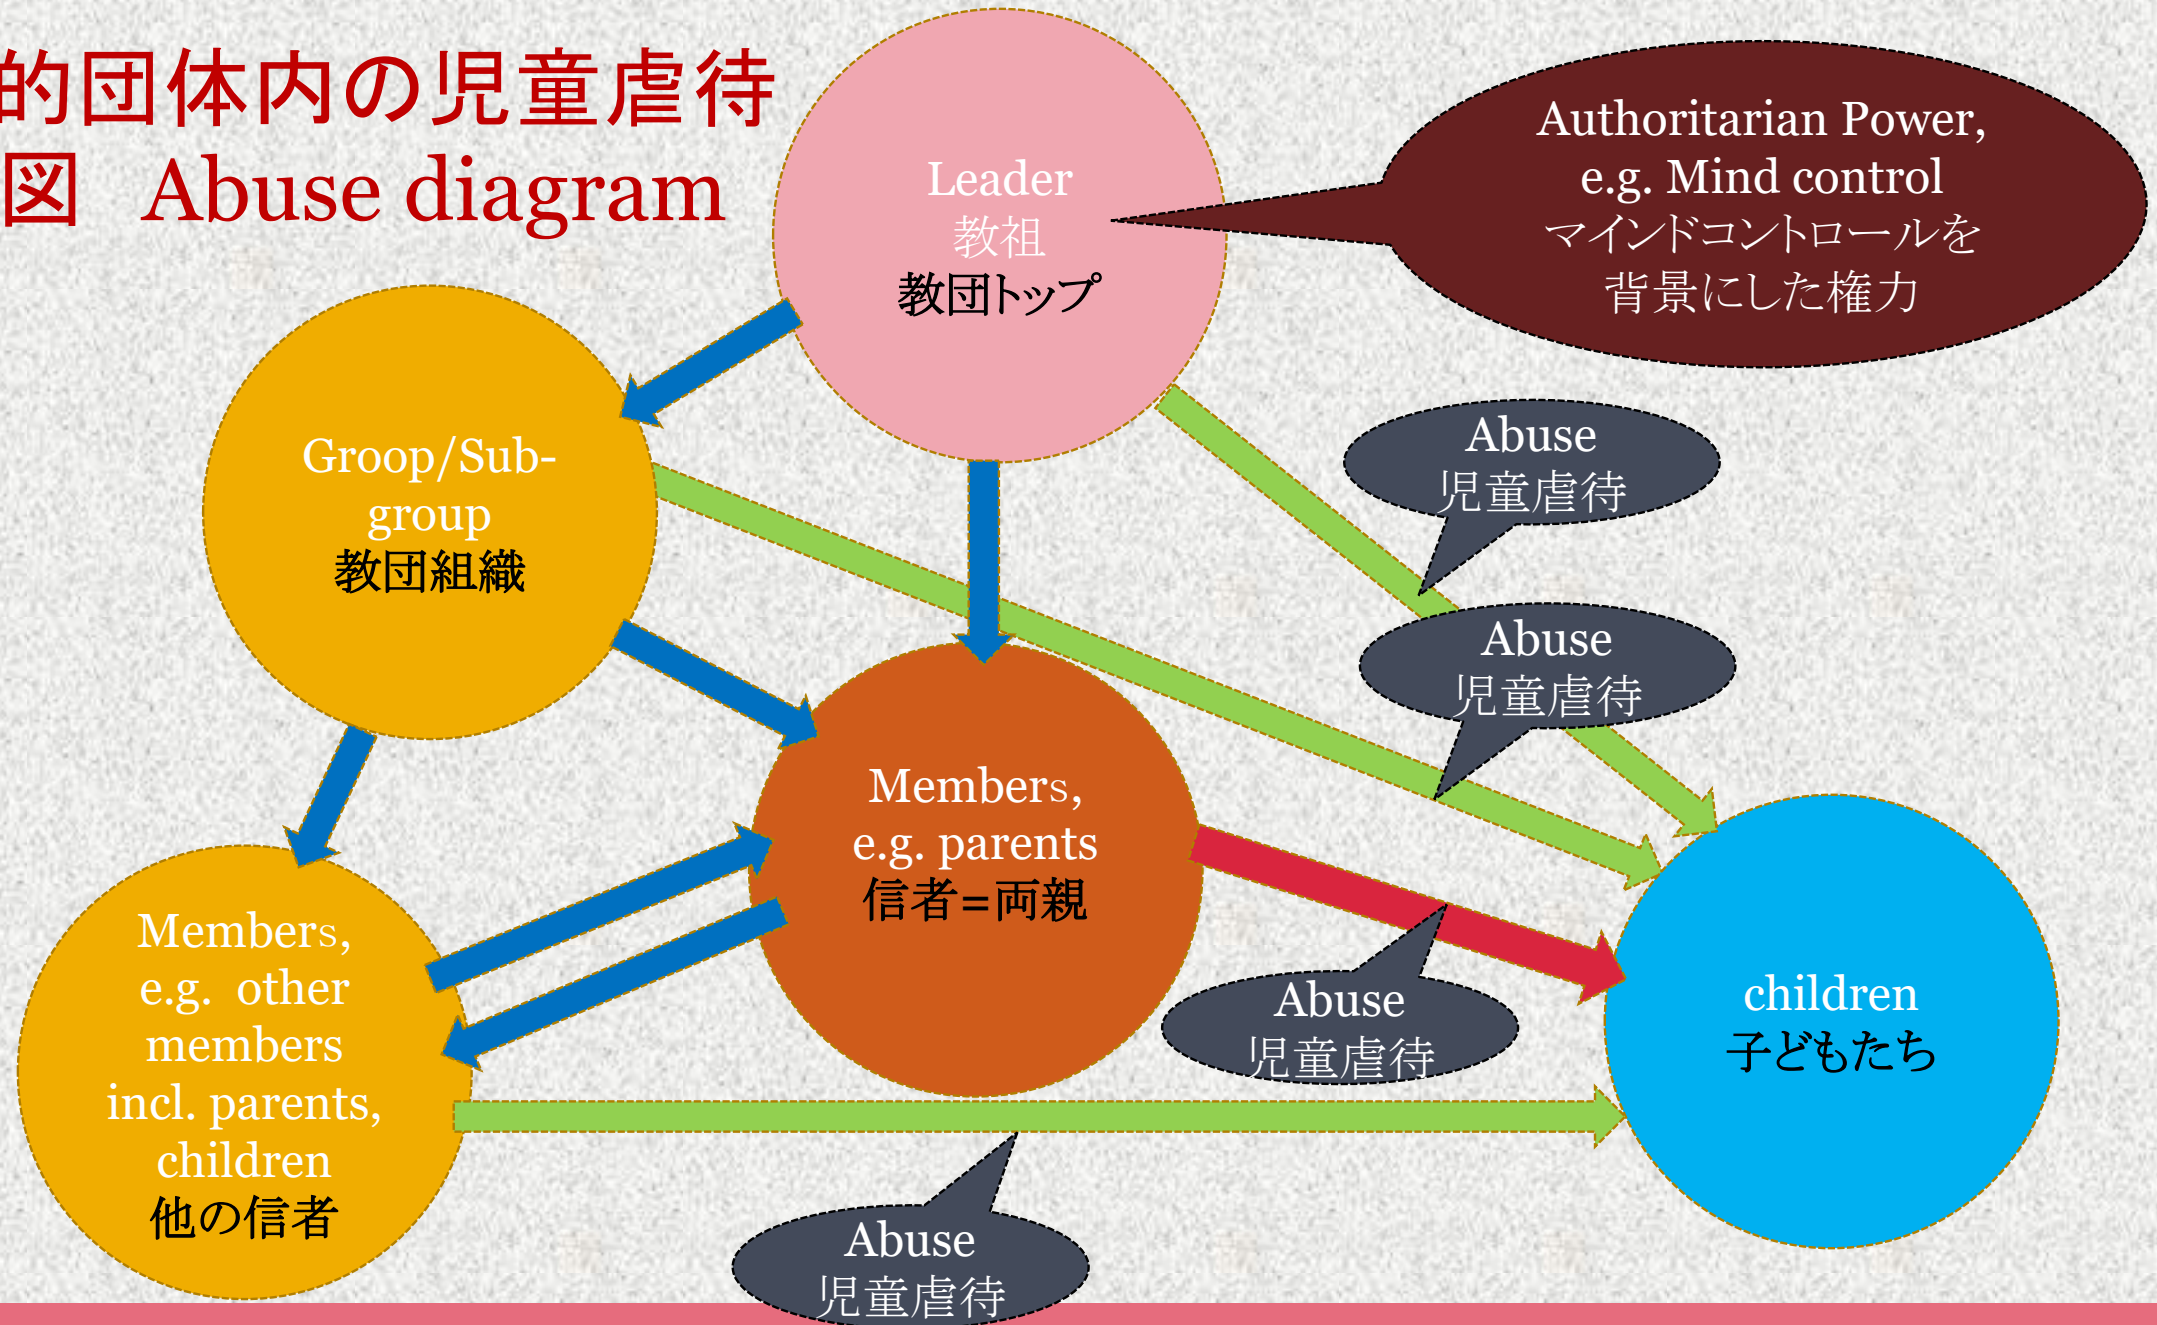 的団体内の児童虐待
図 Abuse diagram
Leader
教祖
教団トップ
Authoritarian Power,
e.g. Mind control
マインドコントロールを
背景にした権力
Groop/Sub-
group
教団組織
Abuse
児童虐待
Abuse
児童虐待
Members,
e.g. parents
信者=両親
Members,
e.g. other
members
incl. parents,
children
他の信者
Abuse
児童虐待
children
子どもたち
Abuse
児童虐待